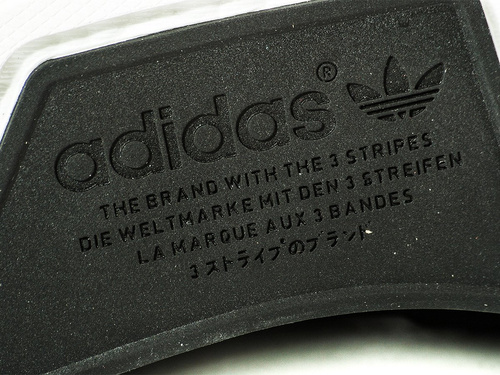 adidas®
THE BRAND WITH THE 3 STRIPES
DIE WELTMARKE MIT DEN 3 STREIFEN
LA MARQUE AUX 3 BANDES
3 ストライプのブランド